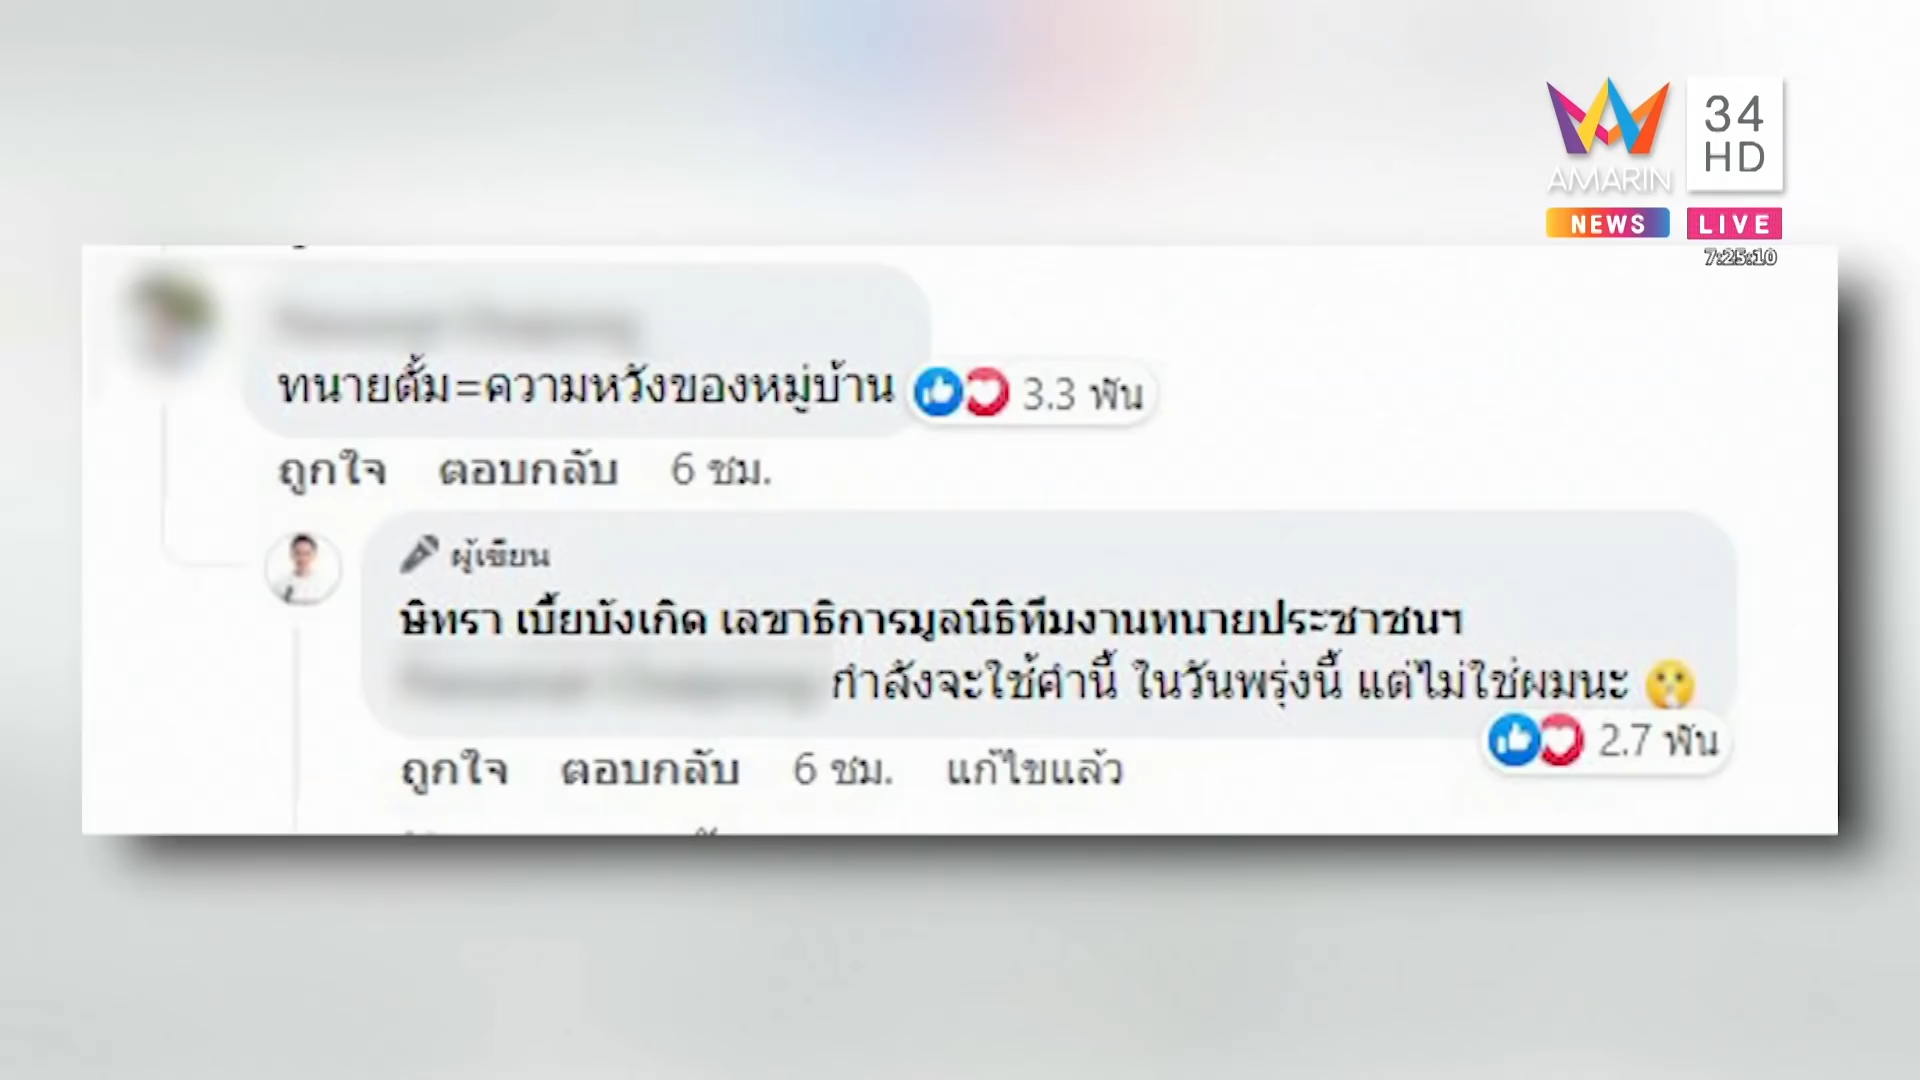 AMARIN
34
HD
NEWS
LIVE
7:25:10
ทนายตั้ม=ความหวังของหมู่บ้าน
3.3 พัน
ถูกใจ ตอบกลับ 6 ชม.
ผู้เขียน
ษิทรา เบี้ยบังเกิด เลขาธิการมูลนิธิทีมงานทนายประชาชนฯ
กำลังจะใช้คำนี้ ในวันพรุ่งนี้ แต่ไม่ใช่ผมนะ 🤫
2.7 พัน
ถูกใจ ตอบกลับ 6 ชม. แก้ไขแล้ว